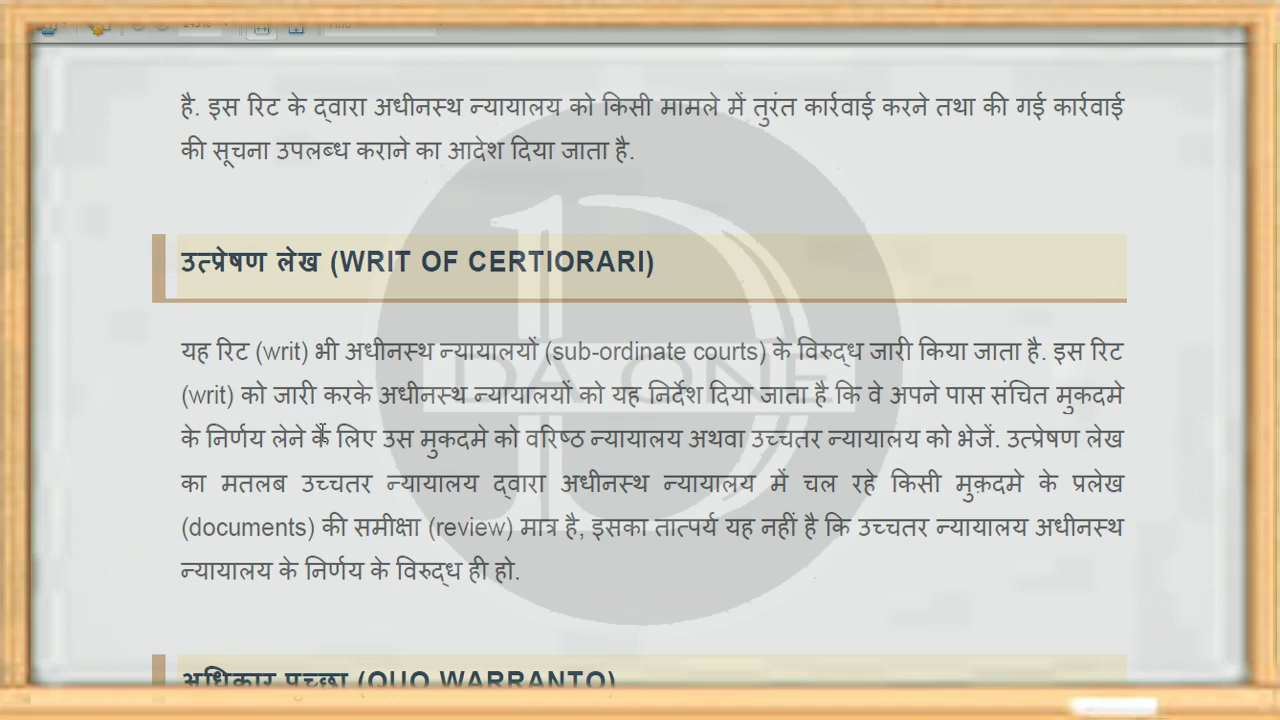 है. इस रिट के द्वारा अधीनस्थ न्यायालय को किसी मामले में तुरंत कार्रवाई करने तथा की गई कार्रवाई
की सूचना उपलब्ध कराने का आदेश दिया जाता है.
उत्प्रेषण लेख (WRIT OF CERTIORARI)
यह रिट (writ) भी अधीनस्थ न्यायालयों (sub-ordinate courts) के विरुद्ध जारी किया जाता है. इस रिट
(writ) को जारी करके अधीनस्थ न्यायालयों को यह निर्देश दिया जाता है कि वे अपने पास संचित मुकदमे
के निर्णय लेने के लिए उस मुकदमे को वरिष्ठ न्यायालय अथवा उच्चतर न्यायालय को भेजें. उत्प्रेषण लेख
का मतलब उच्चतर न्यायालय द्वारा अधीनस्थ न्यायालय में चल रहे किसी मुक़दमे के प्रलेख
(documents) की समीक्षा (review) मात्र है, इसका तात्पर्य यह नहीं है कि उच्चतर न्यायालय अधीनस्थ
न्यायालय के निर्णय के विरुद्ध ही हो.
DA ONE
अधिकार पृच्छा (QUO WARRANTO)